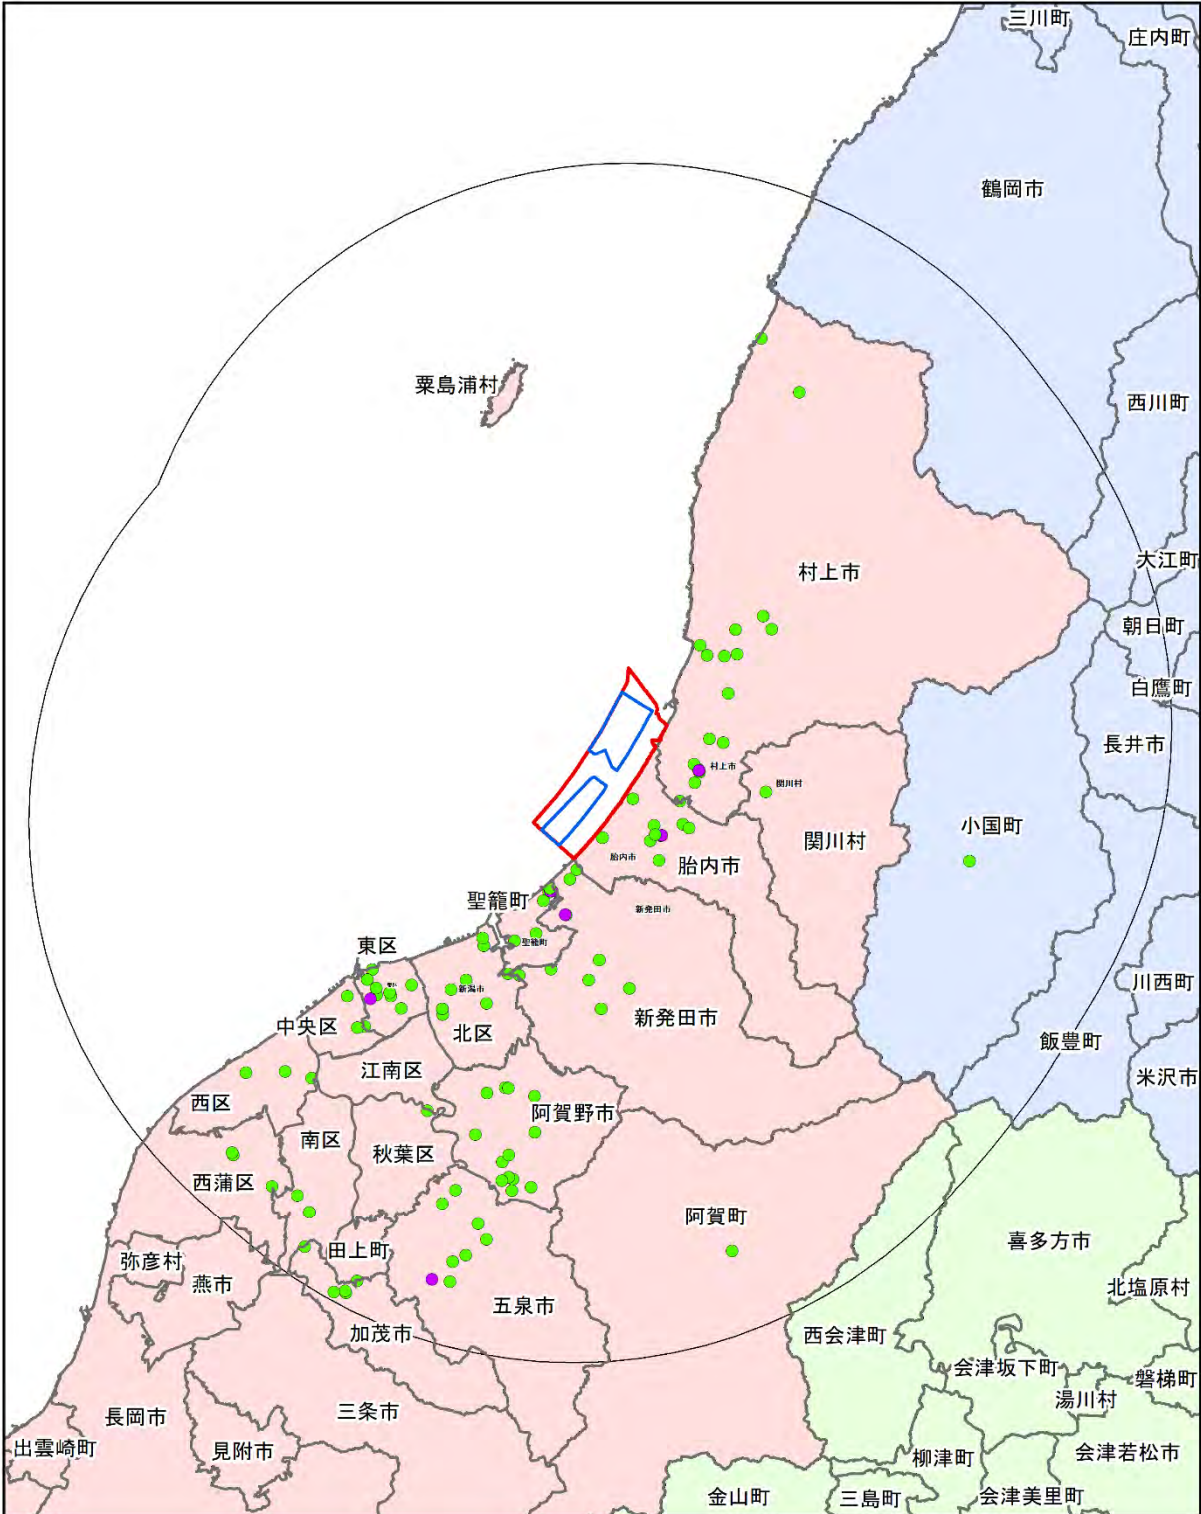 三川町
庄内町
鶴岡市
粟島浦村
西川町
大江町
村上市
朝日町
白鷹町
長井市
村上市
関川村
小国町
関川村
胎内市
胎内市
聖籠町
新発田市
東区
聖籠町
新潟市
川西町
中央区
北区
新発田市
飯豊町
江南区
米沢市
西区
阿賀野市
南区
秋葉区
西蒲区
阿賀町
喜多方市
田上町
弥彦村
燕市
北塩原村
五泉市
加茂市
西会津町
会津坂下町
磐梯町
湯川村
長岡市
三条市
出雲崎町
見附市
柳津町
会津若松市
金山町
三島町
会津美里町